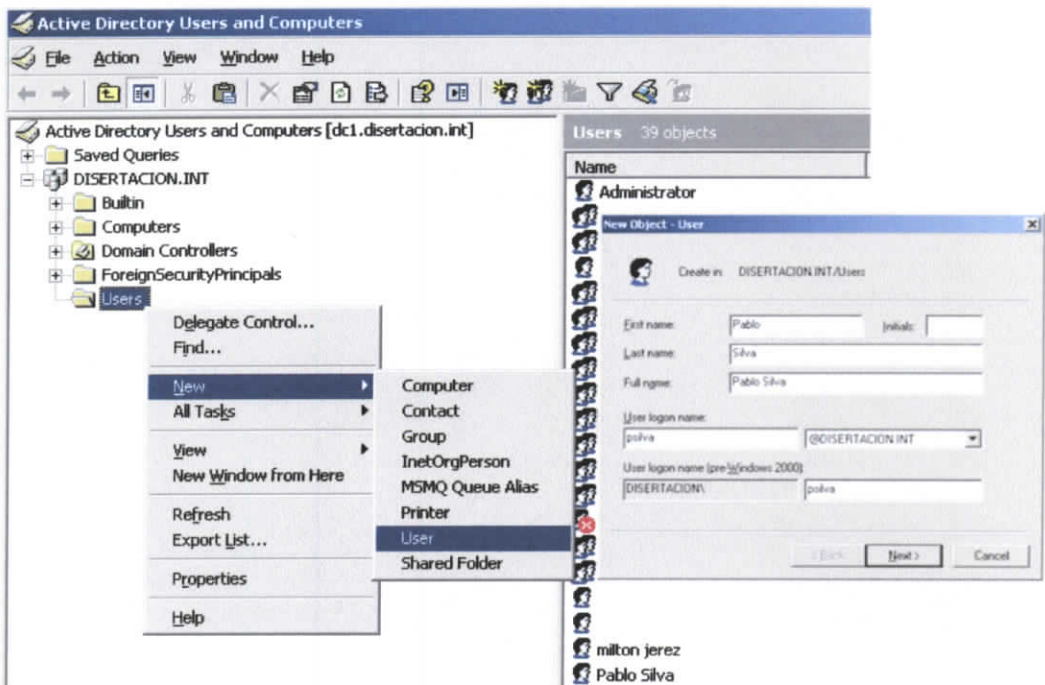 Active Directory Users and Computers
File Action View Window Help
Active Directory Users and Computers [dc1.disertacion.int]
Saved Queries
DISERTACION.INT
Builtin
Computers
Domain Controllers
ForeignSecurityPrincipals
Users
Delegate Control...
Find...
New
All Tasks
View
New Window from Here
Refresh
Export List...
Properties
Help
Computer
Contact
Group
InetOrgPerson
MSMQ Queue Alias
Printer
User
Shared Folder
Users 39 objects
Name
Administrator
New Object - User
Create in: DISERTACION.INT/Users
First name: Pablo Initials:
Last name: Silva
Full name: Pablo Silva
User logon name:
psilva @DISERTACION.INT
User logon name (pre-Windows 2000):
DISERTACION\ psilva
< Back Next > Cancel
milton jerez
Pablo Silva